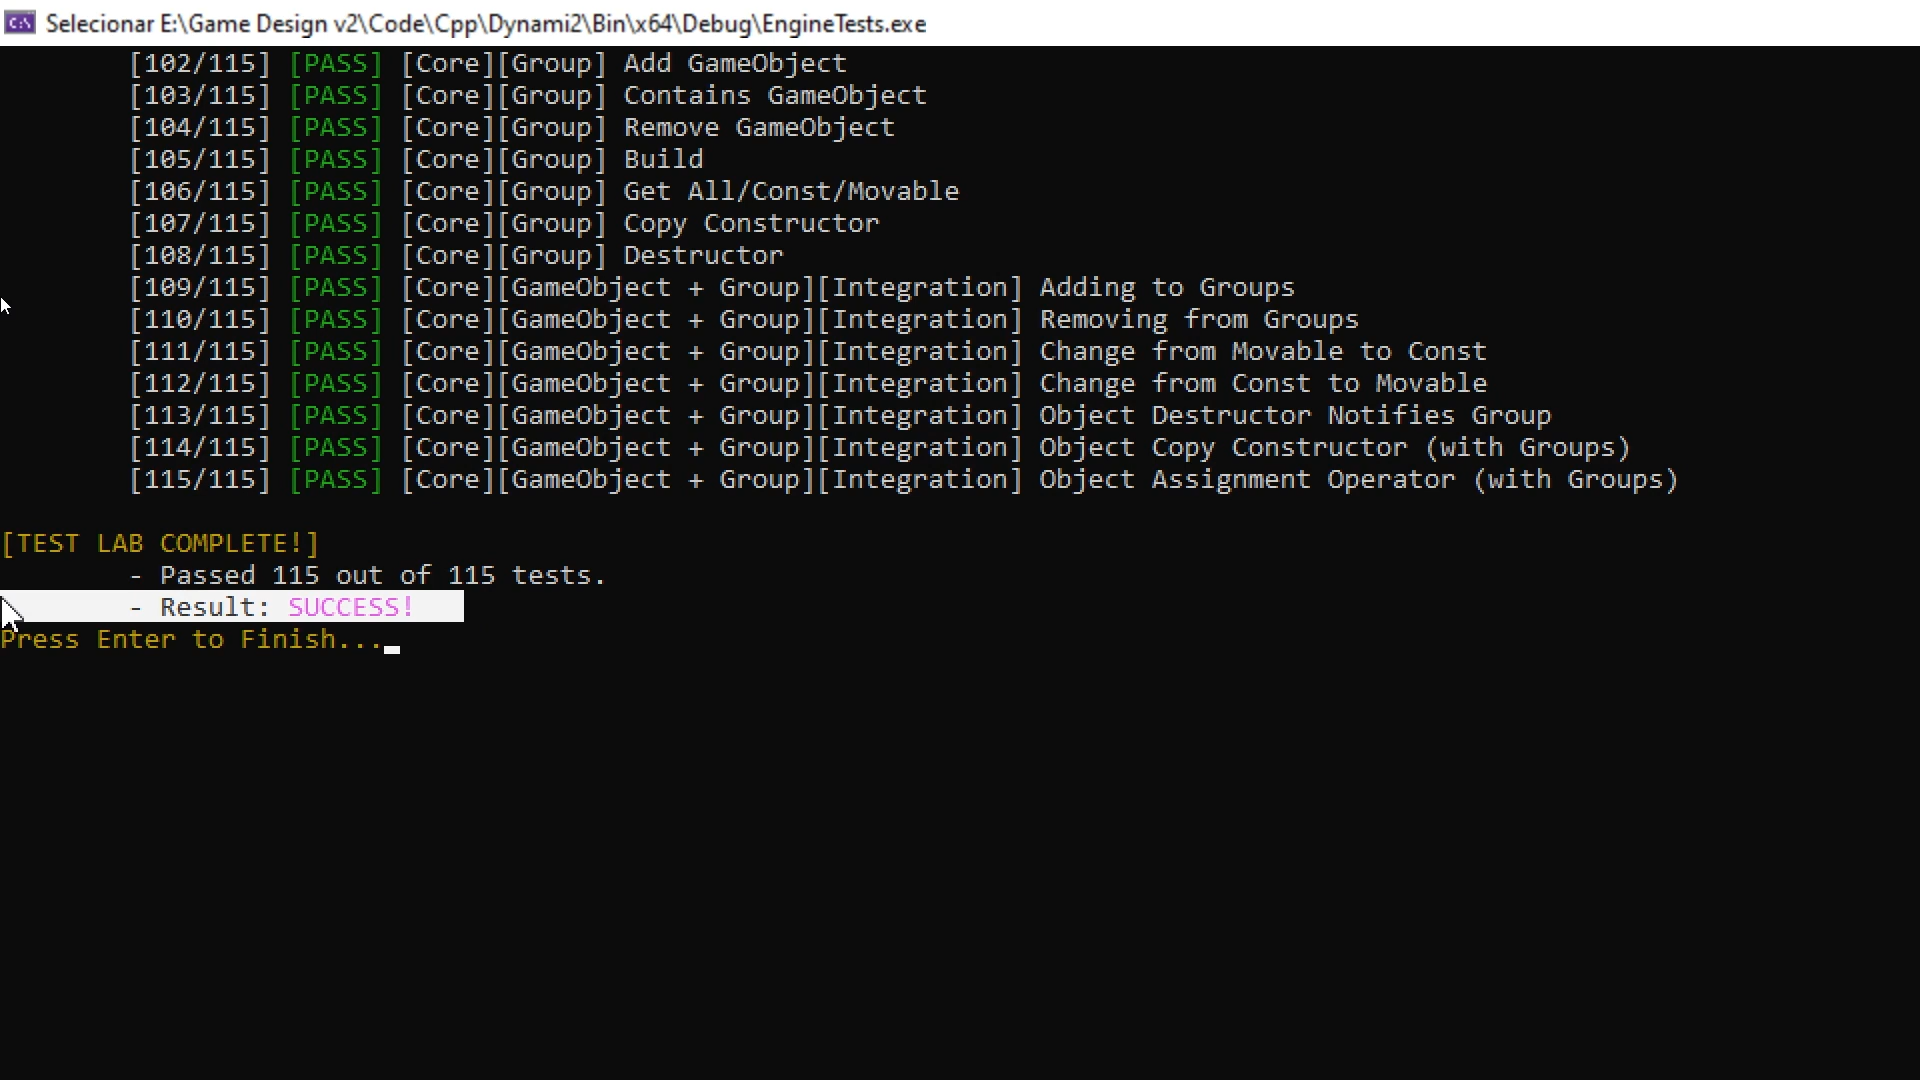 Selecionar E:\Game Design v2\Code\Cpp\Dynami2\Bin\x64\Debug\EngineTests.exe
[102/115] [PASS] [Core][Group] Add GameObject
[103/115] [PASS] [Core][Group] Contains GameObject
[104/115] [PASS] [Core][Group] Remove GameObject
[105/115] [PASS] [Core][Group] Build
[106/115] [PASS] [Core][Group] Get All/Const/Movable
[107/115] [PASS] [Core][Group] Copy Constructor
[108/115] [PASS] [Core][Group] Destructor
[109/115] [PASS] [Core][GameObject + Group][Integration] Adding to Groups
[110/115] [PASS] [Core][GameObject + Group][Integration] Removing from Groups
[111/115] [PASS] [Core][GameObject + Group][Integration] Change from Movable to Const
[112/115] [PASS] [Core][GameObject + Group][Integration] Change from Const to Movable
[113/115] [PASS] [Core][GameObject + Group][Integration] Object Destructor Notifies Group
[114/115] [PASS] [Core][GameObject + Group][Integration] Object Copy Constructor (with Groups)
[115/115] [PASS] [Core][GameObject + Group][Integration] Object Assignment Operator (with Groups)
[TEST LAB COMPLETE!]
- Passed 115 out of 115 tests.
- Result: SUCCESS!
Press Enter to Finish...